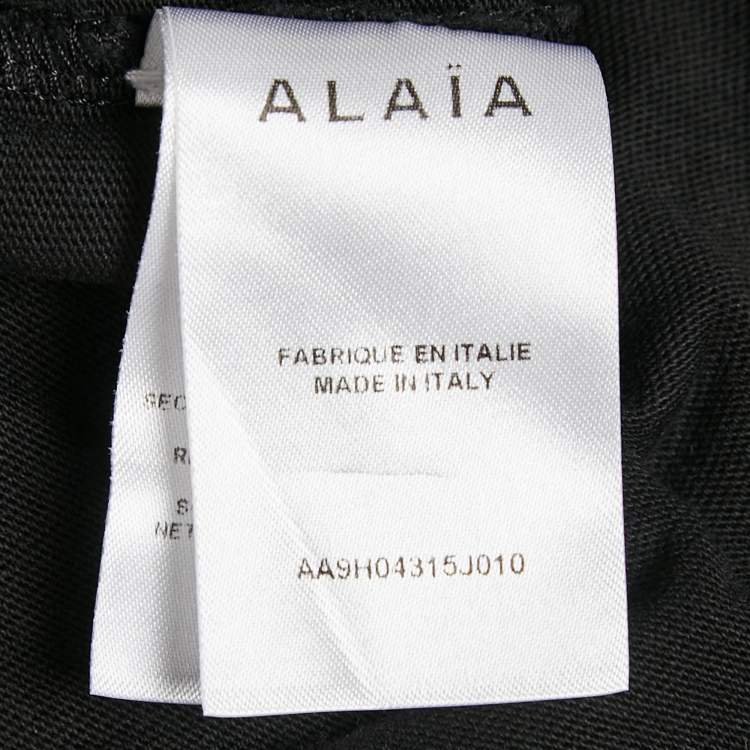 ALAÏA
FABRIQUE EN ITALIE
MADE IN ITALY
AA9H04315J010